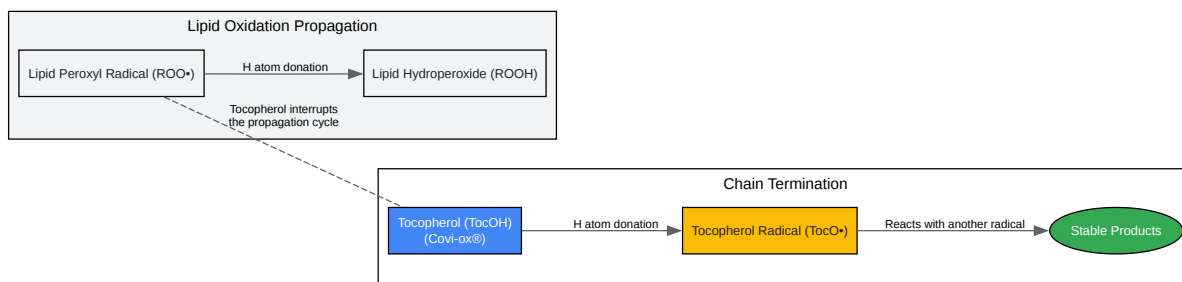 Lipid Oxidation Propagation
Lipid Peroxyl Radical (ROO•)
H atom donation
Lipid Hydroperoxide (ROOH)
Tocopherol interrupts
the propagation cycle
Chain Termination
Tocopherol (TocOH)
(Covi-ox®)
H atom donation
Tocopherol Radical (TocO•)
Reacts with another radical
Stable Products